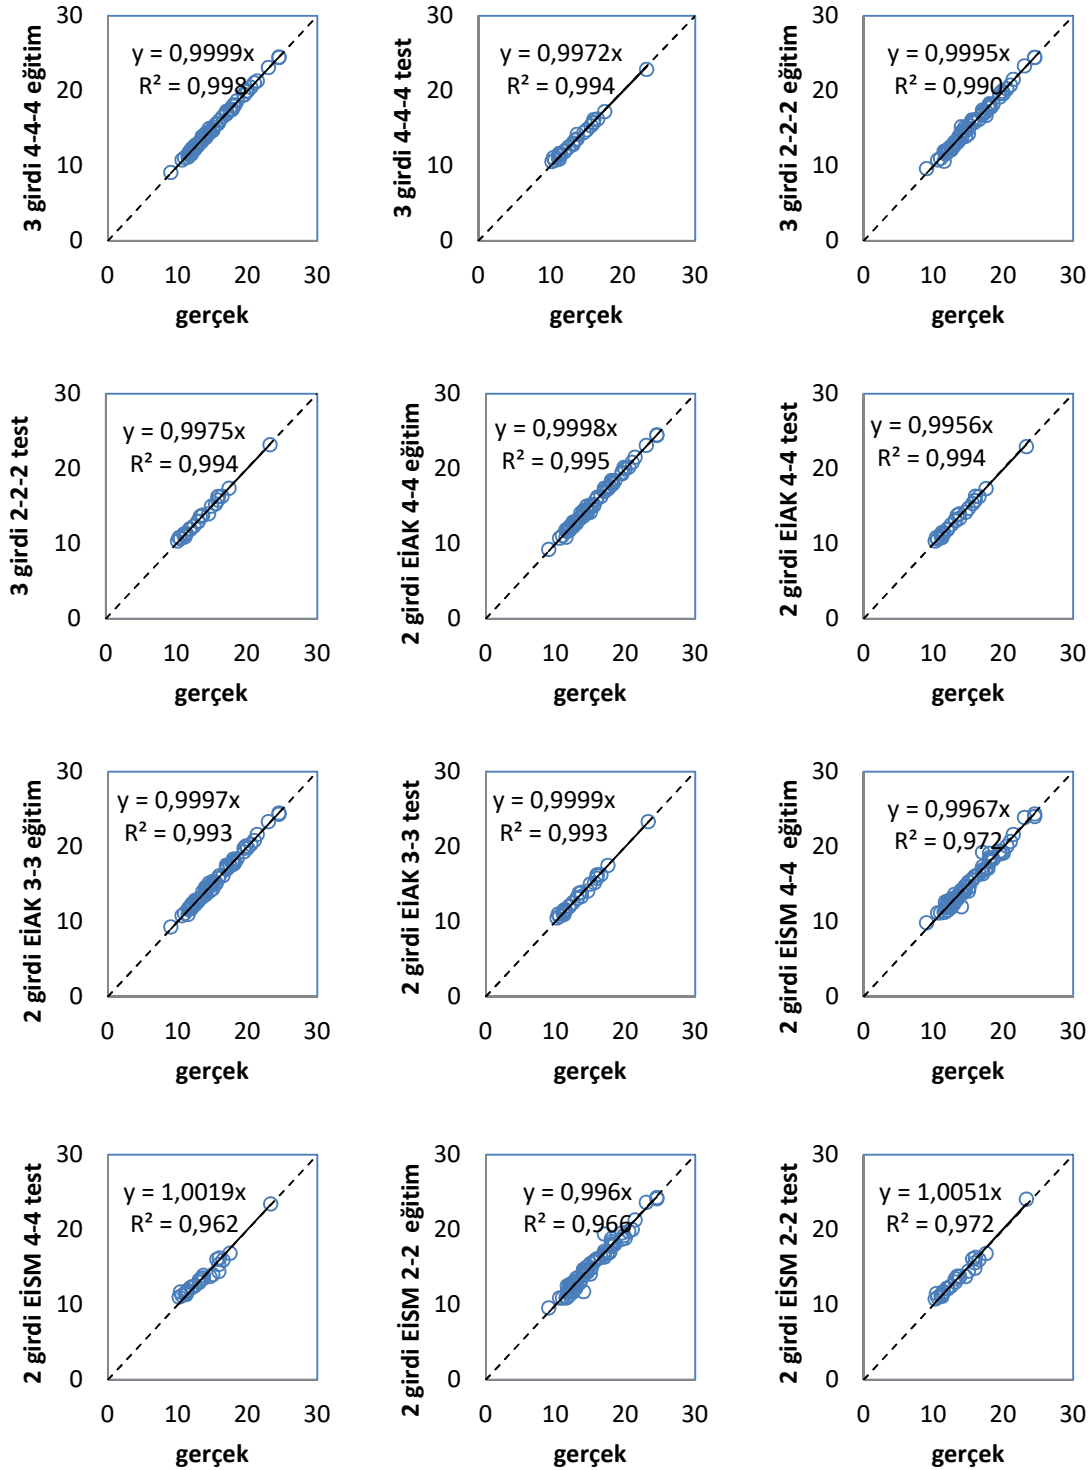 3 girdi 4-4-4 eğitim
30
20
10
0
y = 0,9999x
R² = 0,998
0 10 20 30
gerçek
3 girdi 4-4-4 test
30
20
10
0
y = 0,9972x
R² = 0,994
0 10 20 30
gerçek
3 girdi 2-2-2 eğitim
30
20
10
0
y = 0,9995x
R² = 0,990
0 10 20 30
gerçek
3 girdi 2-2-2 test
30
20
10
0
y = 0,9975x
R² = 0,994
0 10 20 30
gerçek
2 girdi EİAK 4-4 eğitim
30
20
10
0
y = 0,9998x
R² = 0,995
0 10 20 30
gerçek
2 girdi EİAK 4-4 test
30
20
10
0
y = 0,9956x
R² = 0,994
0 10 20 30
gerçek
2 girdi EİAK 3-3 eğitim
30
20
10
0
y = 0,9997x
R² = 0,993
0 10 20 30
gerçek
2 girdi EİAK 3-3 test
30
20
10
0
y = 0,9999x
R² = 0,993
0 10 20 30
gerçek
2 girdi EİSM 4-4 eğitim
30
20
10
0
y = 0,9967x
R² = 0,972
0 10 20 30
gerçek
2 girdi EİSM 4-4 test
30
20
10
0
y = 1,0019x
R² = 0,962
0 10 20 30
gerçek
2 girdi EİSM 2-2 eğitim
30
20
10
0
y = 0,996x
R² = 0,966
0 10 20 30
gerçek
2 girdi EİSM 2-2 test
30
20
10
0
y = 1,0051x
R² = 0,972
0 10 20 30
gerçek